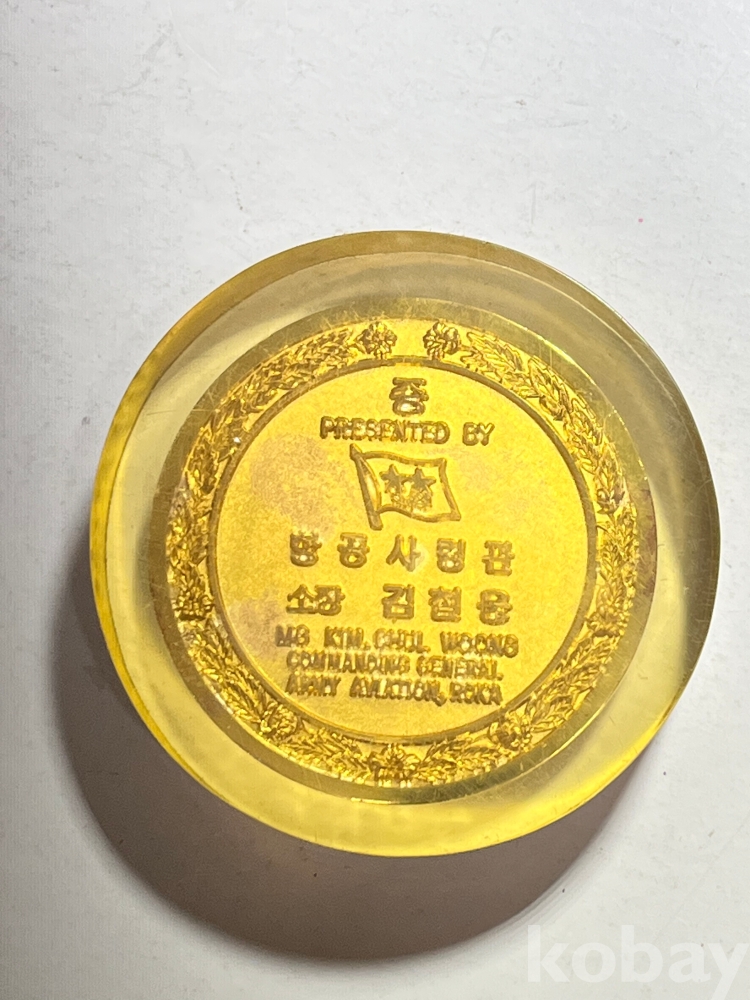 증
PRESENTED BY
항공사령관
소장 김철웅
MG KIM, CHUL WOONG
COMMANDING GENERAL
ARMY AVIATION, ROKA
kobay